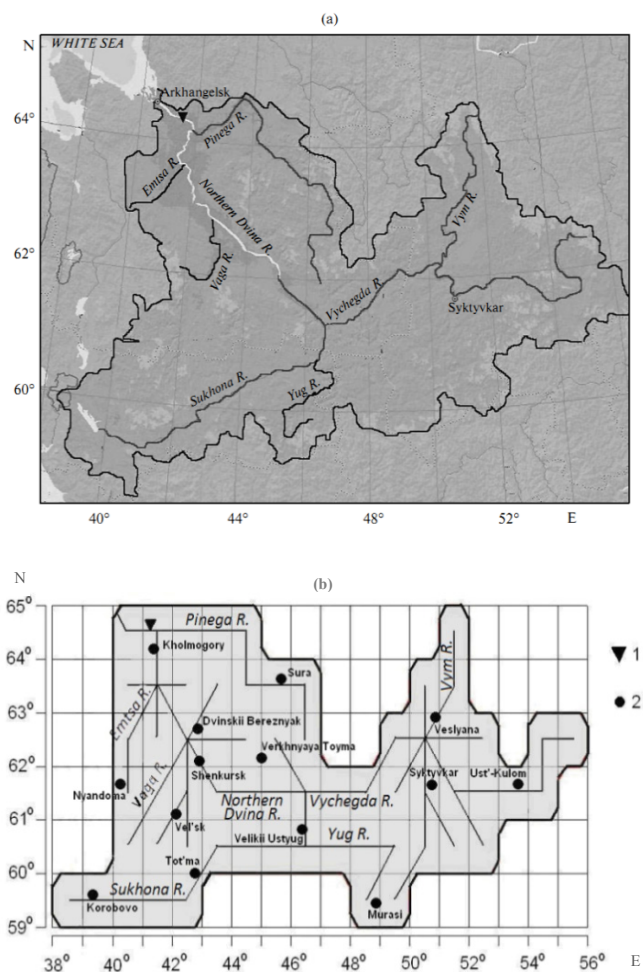 (a)
N
WHITE SEA
Arkhangelsk
64°
Pinega R.
Emtsa R.
Northern Dvina R.
Vym R.
62°
Vaga R.
Vychegda R.
Syktyvkar
60°
Sukhona R.
Yug R.
40° 44° 48° 52° E
N
(b)
65°
Pinega R.
1
Kholmogory
64°
Vym R.
2
Sura
63°
Emtsa R.
Dvinskii Bereznyak
Veslyana
Verkhnyaya Toyma
62°
Vaga R.
Shenkursk
Syktyvkar
Ust'-Kulom
Nyandoma
Northern
Dvina R.
Vychegda R.
61°
Vel'sk
Velikii Ustyug
Yug R.
Tot'ma
60°
Sukhona R.
Korobovo
Murasi
59°
38° 40° 42° 44° 46° 48° 50° 52° 54° 56°
E